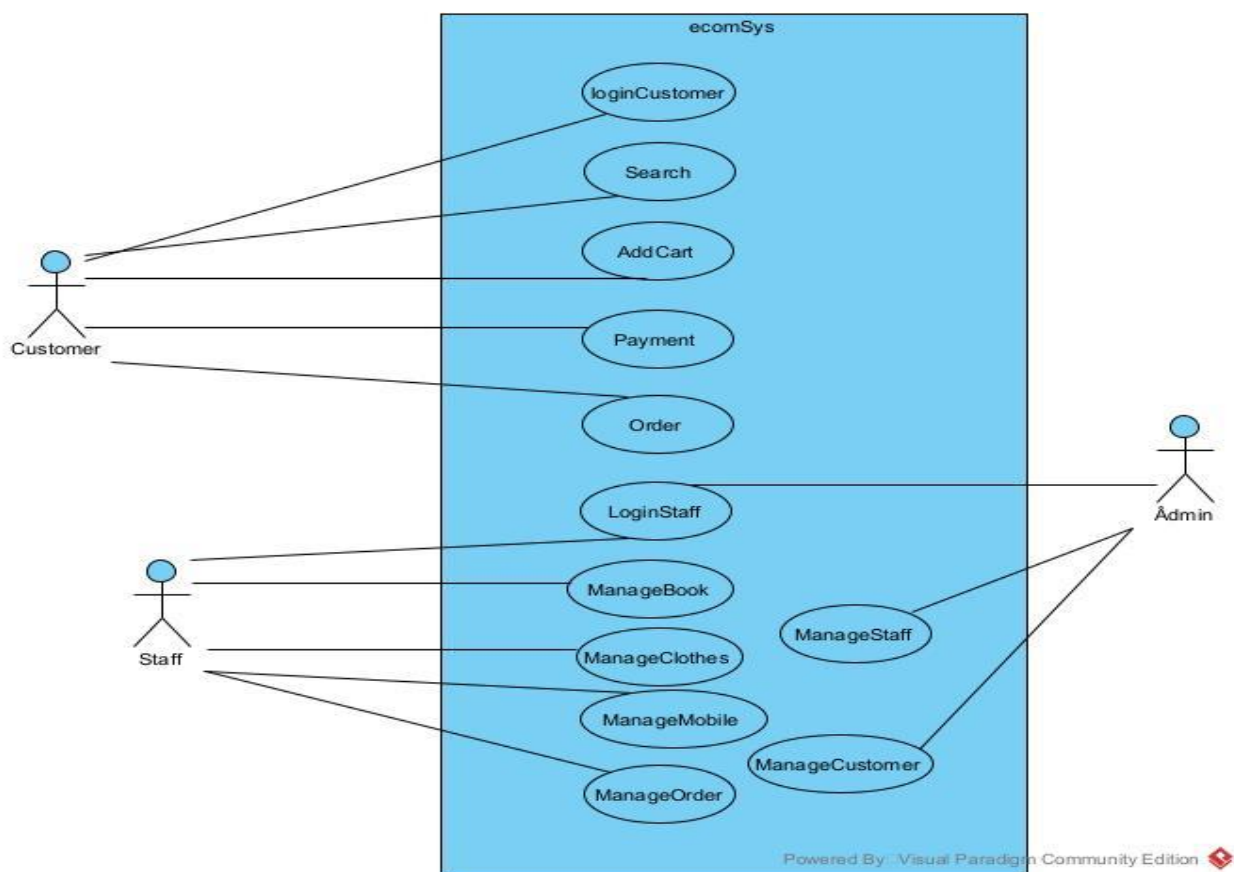 ecomSys
loginCustomer
Search
AddCart
Customer
Payment
Order
LoginStaff
Âdmin
ManageBook
ManageStaff
Staff
ManageClothes
ManageMobile
ManageCustomer
ManageOrder
Powered By: Visual Paradigm Community Edition